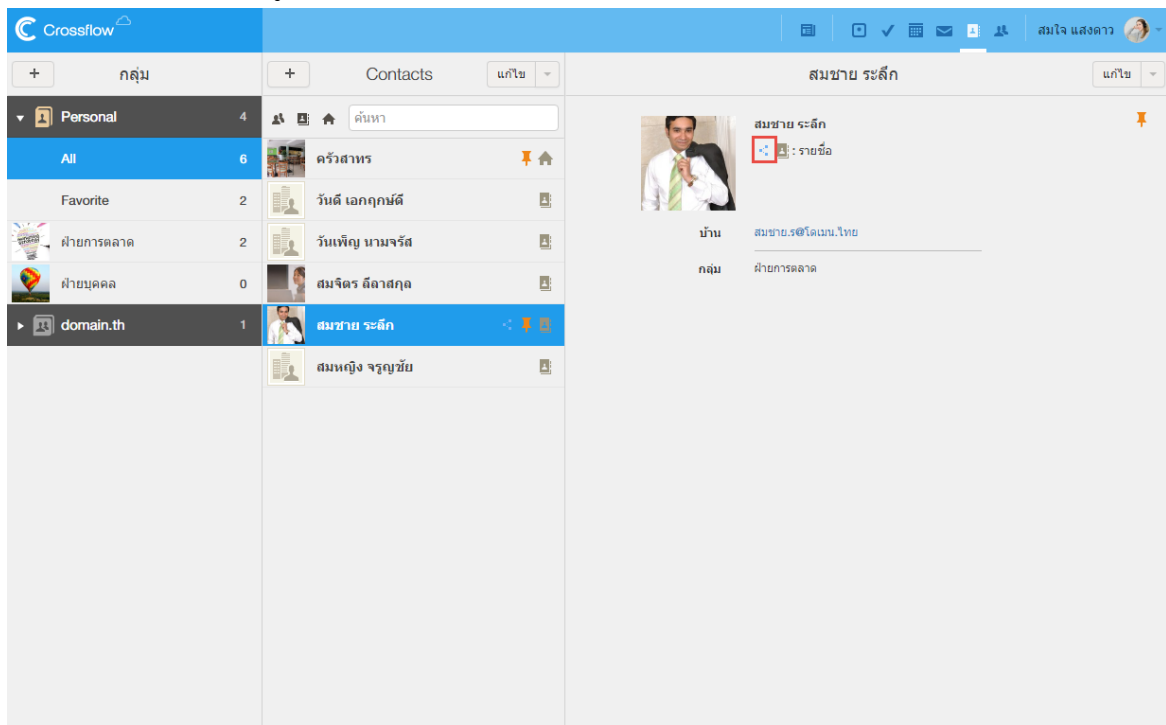 Crossflow
สมใจ แสงดาว
กลุ่ม
Contacts
แก้ไข
สมชาย ระลึก
แก้ไข
Personal 4
All 6
Favorite 2
ฝ่ายการตลาด 2
ฝ่ายบุคคล 0
domain.th 1
ค้นหา
ครัวสาทร
วันดี เอกฤกษ์ดี
วันเพ็ญ นามจรัส
สมจิตร ลีลาสกุล
สมชาย ระลึก
สมหญิง จรูญชัย
สมชาย ระลึก
: รายชื่อ
บ้าน สมชาย.ร@โดเมน.ไทย
กลุ่ม ฝ่ายการตลาด